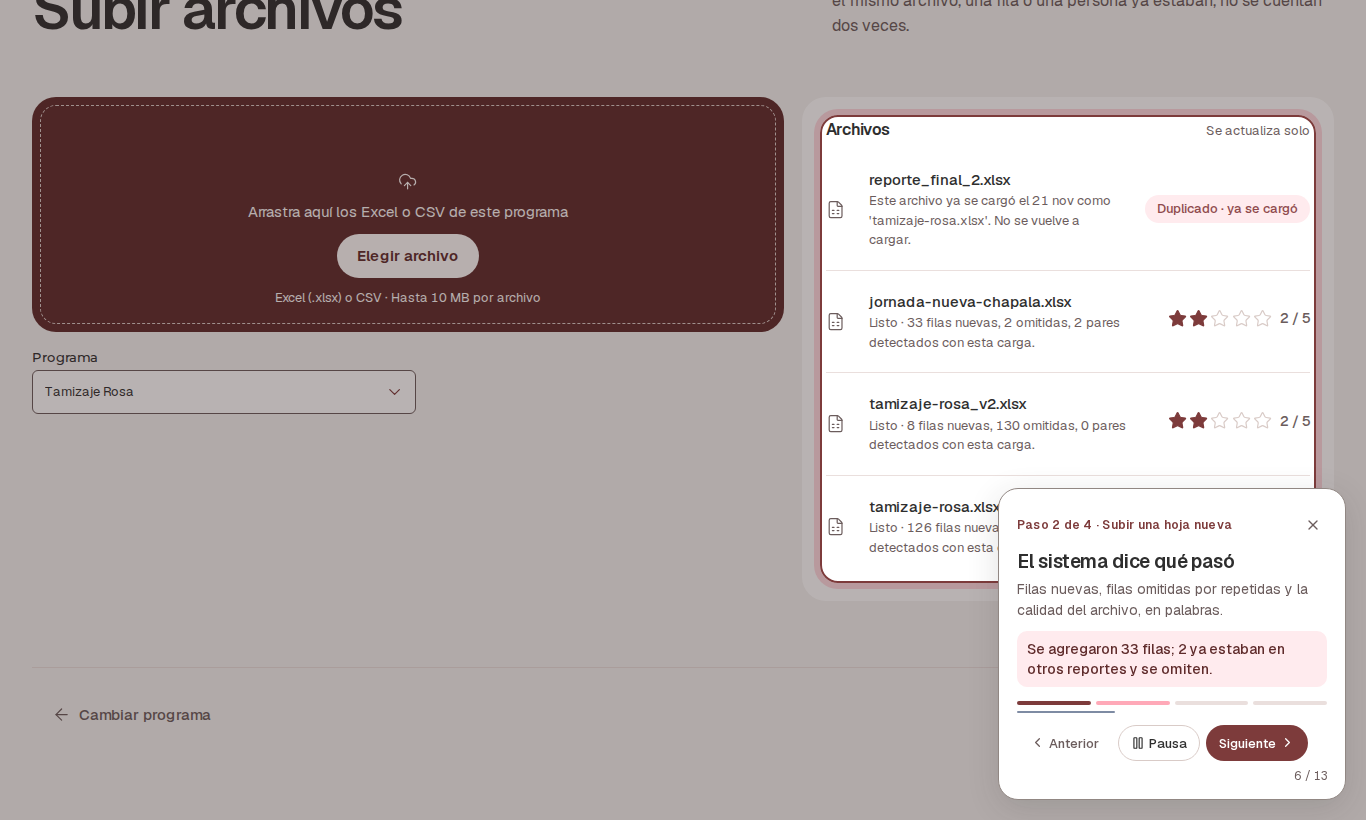 Subir archivos
el mismo archivo, una fila o una persona ya estaban, no se cuentan
dos veces.
Arrastra aquí los Excel o CSV de este programa
Elegir archivo
Excel (.xlsx) o CSV · Hasta 10 MB por archivo
Programa
Tamizaje Rosa
Archivos
Se actualiza solo
reporte_final_2.xlsx
Este archivo ya se cargó el 21 nov como
'tamizaje-rosa.xlsx'. No se vuelve a
cargar.
Duplicado · ya se cargó
jornada-nueva-chapala.xlsx
Listo · 33 filas nuevas, 2 omitidas, 2 pares
detectados con esta carga.
2 / 5
tamizaje-rosa_v2.xlsx
Listo · 8 filas nuevas, 130 omitidas, 0 pares
detectados con esta carga.
2 / 5
tamizaje-rosa.xlsx
Listo · 126 filas nueva
detectados con esta
Paso 2 de 4 · Subir una hoja nueva
El sistema dice qué pasó
Filas nuevas, filas omitidas por repetidas y la
calidad del archivo, en palabras.
Se agregaron 33 filas; 2 ya estaban en
otros reportes y se omiten.
Anterior
Pausa
Siguiente
6 / 13
Cambiar programa